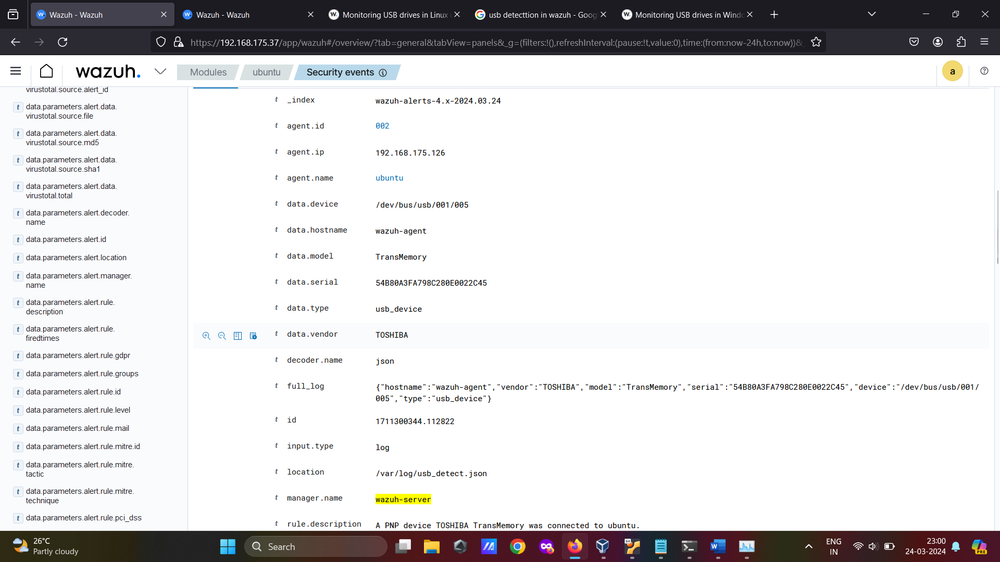 Wazuh - Wazuh
Wazuh - Wazuh
Monitoring USB drives in Linux
usb detecttion in wazuh - Goog
Monitoring USB drives in Windo
https://192.168.175.37/app/wazuh#/overview/?tab=general&tabView=panels&_g=(filters:!(),refreshInterval:(pause:!t,value:0),time:(from:now-24h,to:now))&_
wazuh.
Modules
ubuntu
Security events
a
virustotal.source.alert_id
data.parameters.alert.data.
virustotal.source.file
data.parameters.alert.data.
virustotal.source.md5
data.parameters.alert.data.
virustotal.source.sha1
data.parameters.alert.data.
virustotal.total
data.parameters.alert.decoder.
name
data.parameters.alert.id
data.parameters.alert.location
data.parameters.alert.manager.
name
data.parameters.alert.rule.
description
data.parameters.alert.rule.
firedtimes
data.parameters.alert.rule.gdpr
data.parameters.alert.rule.groups
data.parameters.alert.rule.id
data.parameters.alert.rule.level
data.parameters.alert.rule.mail
data.parameters.alert.rule.mitre.id
data.parameters.alert.rule.mitre.
tactic
data.parameters.alert.rule.mitre.
technique
data.parameters.alert.rule.pci_dss
t _index wazuh-alerts-4.x-2024.03.24
t agent.id 002
t agent.ip 192.168.175.126
t agent.name ubuntu
t data.device /dev/bus/usb/001/005
t data.hostname wazuh-agent
t data.model TransMemory
t data.serial 54B80A3FA798C280E0022C45
t data.type usb_device
t data.vendor TOSHIBA
t decoder.name json
t full_log {"hostname":"wazuh-agent","vendor":"TOSHIBA","model":"TransMemory","serial":"54B80A3FA798C280E0022C45","device":"/dev/bus/usb/001/
005","type":"usb_device"}
t id 1711300344.112822
t input.type log
t location /var/log/usb_detect.json
t manager.name wazuh-server
t rule.description A PNP device TOSHIBA TransMemory was connected to ubuntu.
26°C
Partly cloudy
Search
ENG
IN
23:00
24-03-2024
PRE